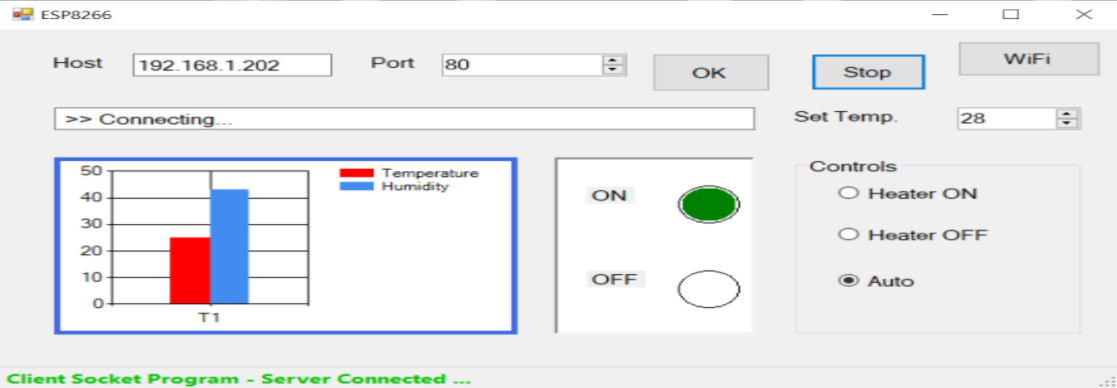 ESP8266
Host 192.168.1.202 Port 80 OK Stop WiFi
>> Connecting... Set Temp. 28
50
40
30
20
10
0
T1
Temperature
Humidity
ON
OFF
Controls
Heater ON
Heater OFF
Auto
Client Socket Program - Server Connected ...